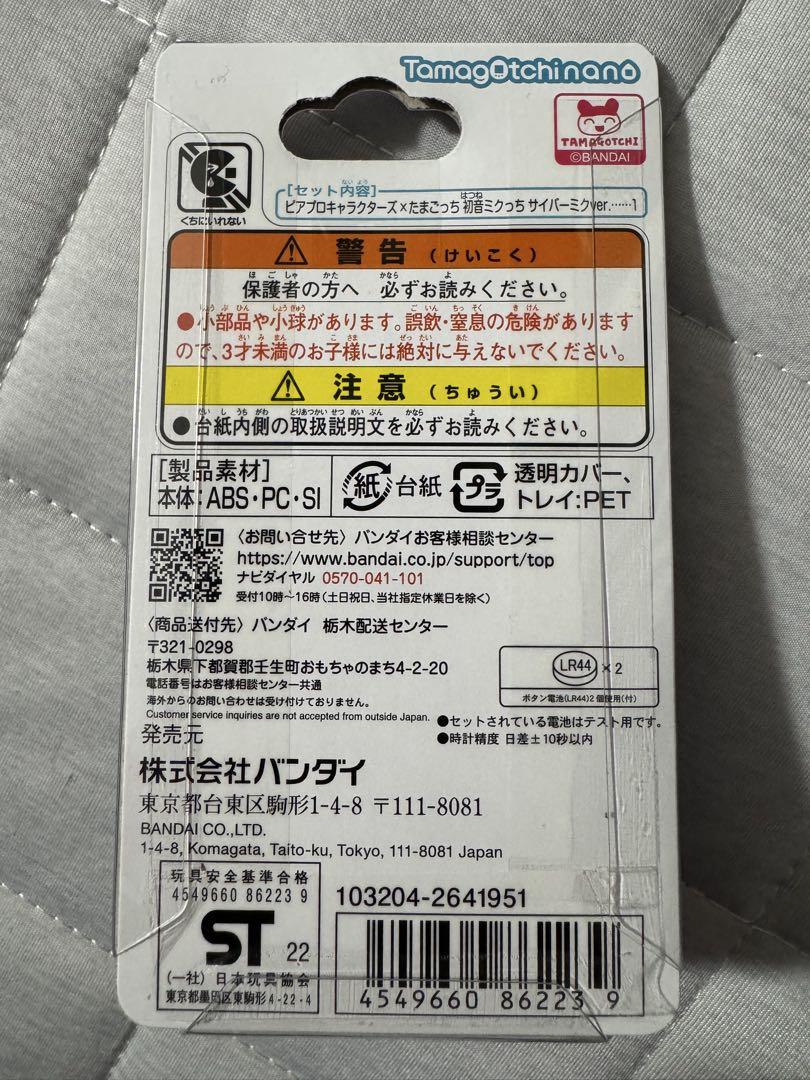 Tamagotchi nano
TAMAGOTCHI
©BANDAI
くちにいれない
[セット内容]
ピアプロキャラクターズ×たまごっち 初音ミクっち サイバーミクver.……1
警告(けいこく)
保護者の方へ 必ずお読みください。
●小部品や小球があります。誤飲・窒息の危険があります
ので、3才未満のお子様には絶対に与えないでください。
注意(ちゅうい)
●台紙内側の取扱説明文を必ずお読みください。
[製品素材]
本体:ABS・PC・SI
紙 台紙
プラ 透明カバー、
トレイ:PET
〈お問い合せ先〉バンダイお客様相談センター
https://www.bandai.co.jp/support/top
ナビダイヤル 0570-041-101
受付10時〜16時(土日祝日、当社指定休業日を除く)
〈商品送付先〉バンダイ 栃木配送センター
〒321-0298
栃木県下都賀郡壬生町おもちゃのまち4-2-20
電話番号はお客様相談センター共通
海外からのお問い合わせは受け付けておりません。
Customer service inquiries are not accepted from outside Japan.
LR44 × 2
ボタン電池(LR44)2個使用(付)
●セットされている電池はテスト用です。
●時計精度 日差±10秒以内
発売元
株式会社バンダイ
東京都台東区駒形1-4-8 〒111-8081
BANDAI CO.,LTD.
1-4-8, Komagata, Taito-ku, Tokyo, 111-8081 Japan
玩具安全基準合格
4549660 86223 9
ST 22
(一社)日本玩具協会
東京都墨田区東駒形4-22-4
103204-2641951
4549660 862239